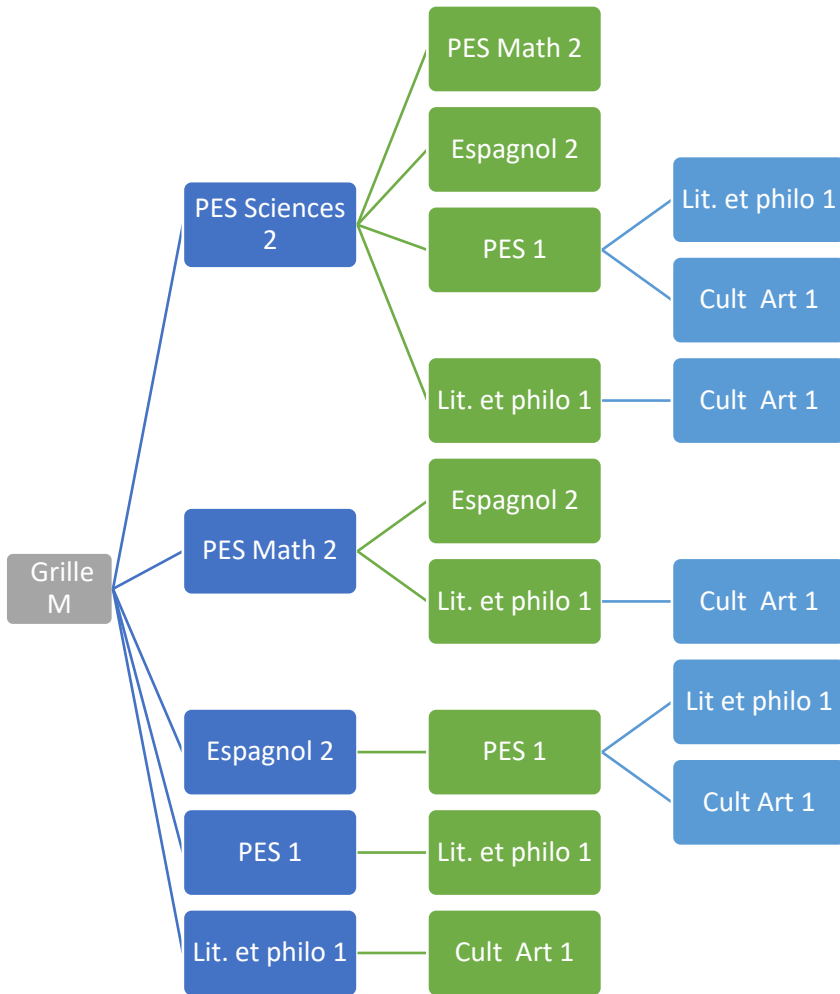 PES Math 2
Espagnol 2
PES Sciences
2
Lit. et philo 1
PES 1
Cult  Art 1
Lit. et philo 1
Cult  Art 1
Espagnol 2
PES Math 2
Grille
M
Lit. et philo 1
Cult  Art 1
Lit et philo 1
Espagnol 2
PES 1
Cult Art 1
PES 1
Lit. et philo 1
Lit. et philo 1
Cult  Art 1